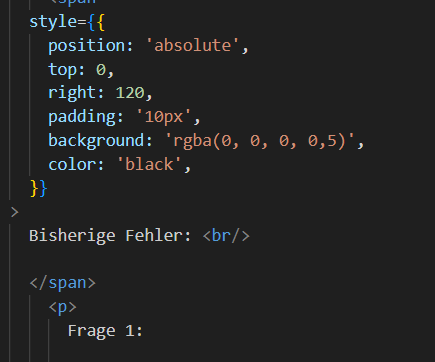 <span
style={{
position: 'absolute',
top: 0,
right: 120,
padding: '10px',
background: 'rgba(0, 0, 0, 0,5)',
color: 'black',
}}
>
Bisherige Fehler: <br/>
</span>
<p>
Frage 1: